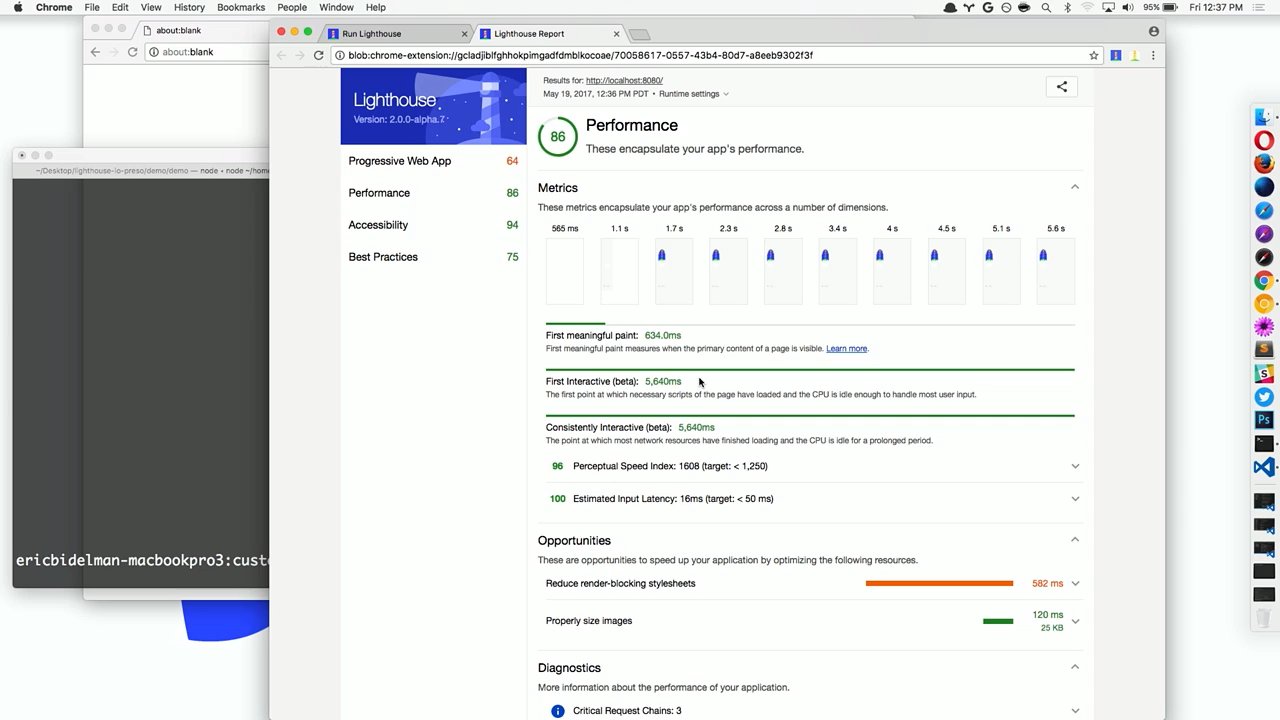 Chrome File Edit View History Bookmarks People Window Help
95% Fri 12:37 PM
about:blank
about:blank
Run Lighthouse
Lighthouse Report
blob:chrome-extension://gcladjiblfghhokpimgadfdmblkocoae/70058617-0557-43b4-80d7-a8eeb9302f3f
~/Desktop/lighthouse-io-preso/demo/demo — node • node ~/home
ericbidelman-macbookpro3:custo
Lighthouse
Version: 2.0.0-alpha.7
Progressive Web App 64
Performance 86
Accessibility 94
Best Practices 75
Results for: http://localhost:8080/
May 19, 2017, 12:36 PM PDT • Runtime settings
86
Performance
These encapsulate your app's performance.
Metrics
These metrics encapsulate your app's performance across a number of dimensions.
565 ms 1.1 s 1.7 s 2.3 s 2.8 s 3.4 s 4 s 4.5 s 5.1 s 5.6 s
First meaningful paint: 634.0ms
First meaningful paint measures when the primary content of a page is visible. Learn more.
First Interactive (beta): 5,640ms
The first point at which necessary scripts of the page have loaded and the CPU is idle enough to handle most user input.
Consistently Interactive (beta): 5,640ms
The point at which most network resources have finished loading and the CPU is idle for a prolonged period.
96 Perceptual Speed Index: 1608 (target: < 1,250)
100 Estimated Input Latency: 16ms (target: < 50 ms)
Opportunities
These are opportunities to speed up your application by optimizing the following resources.
Reduce render-blocking stylesheets 582 ms
Properly size images 120 ms
25 KB
Diagnostics
More information about the performance of your application.
Critical Request Chains: 3
Ps